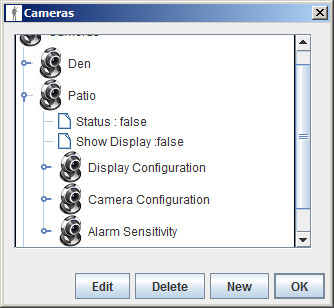 Cameras
Cameras
Den
Patio
Status : false
Show Display :false
Display Configuration
Camera Configuration
Alarm Sensitivity
Edit
Delete
New
OK